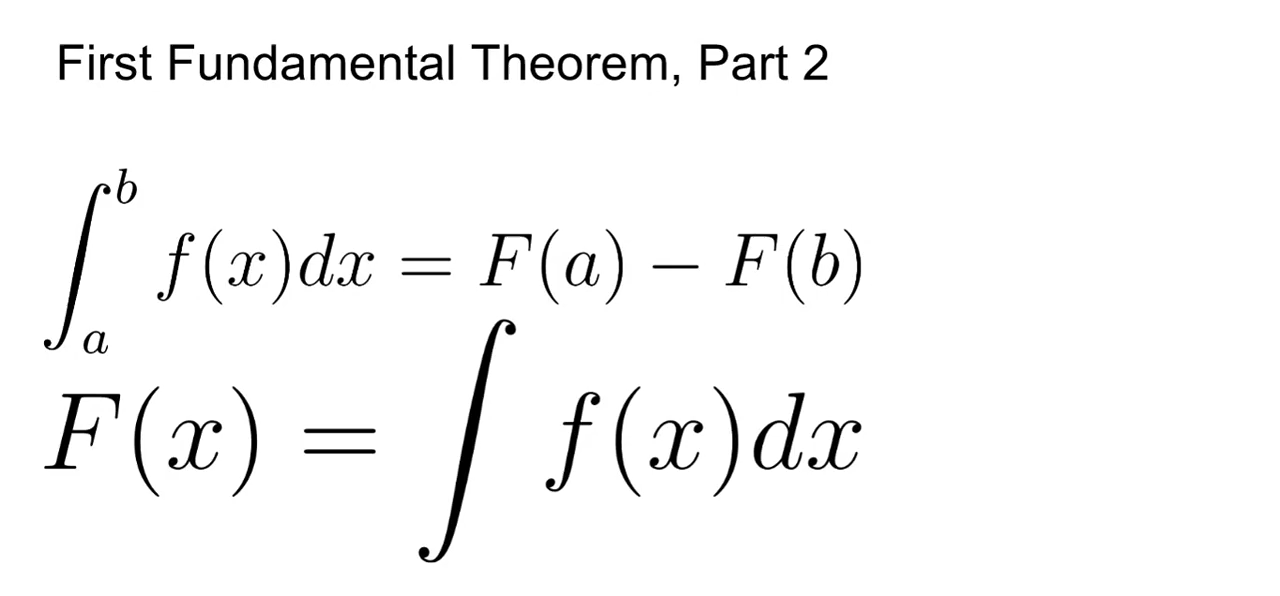 First Fundamental Theorem, Part 2
∫_a^b f(x)dx = F(a) − F(b)
F(x) = ∫ f(x)dx